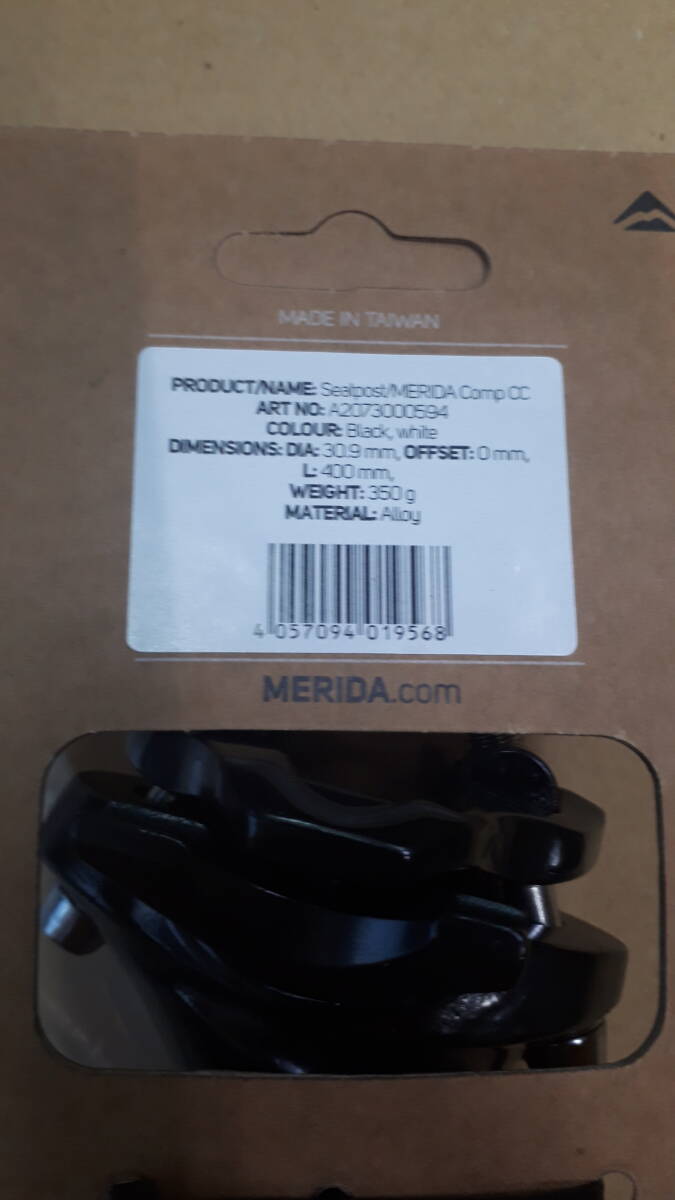 MADE IN TAIWAN
PRODUCT/NAME: Seatpost/MERIDA Comp CC
ART NO: A2073000594
COLOUR: Black, white
DIMENSIONS: DIA: 30.9 mm, OFFSET: 0 mm,
L: 400 mm,
WEIGHT: 350 g
MATERIAL: Alloy
4 057094 019568
MERIDA.com